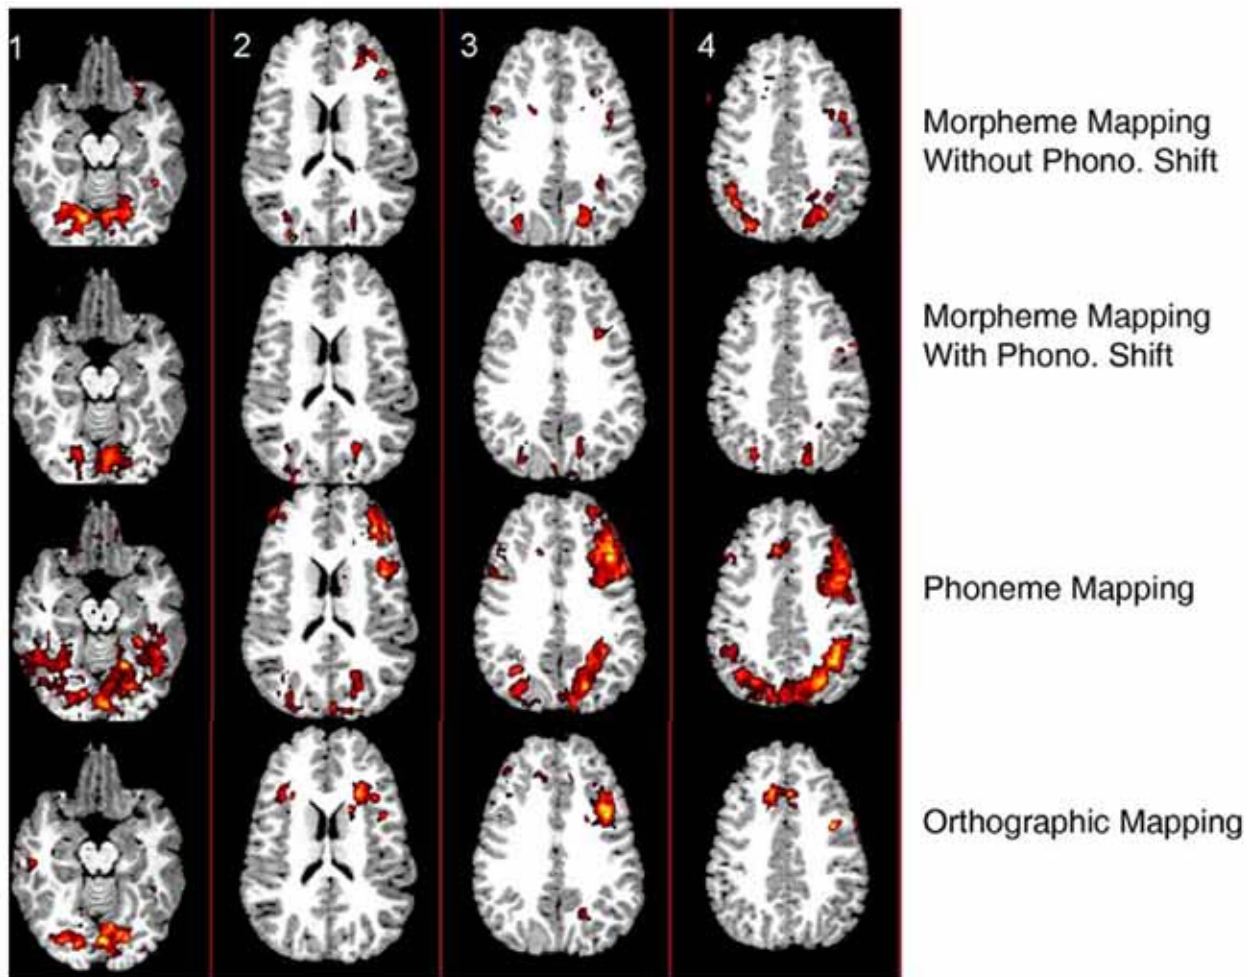 1 2 3 4
Morpheme Mapping
Without Phono. Shift
Morpheme Mapping
With Phono. Shift
Phoneme Mapping
Orthographic Mapping